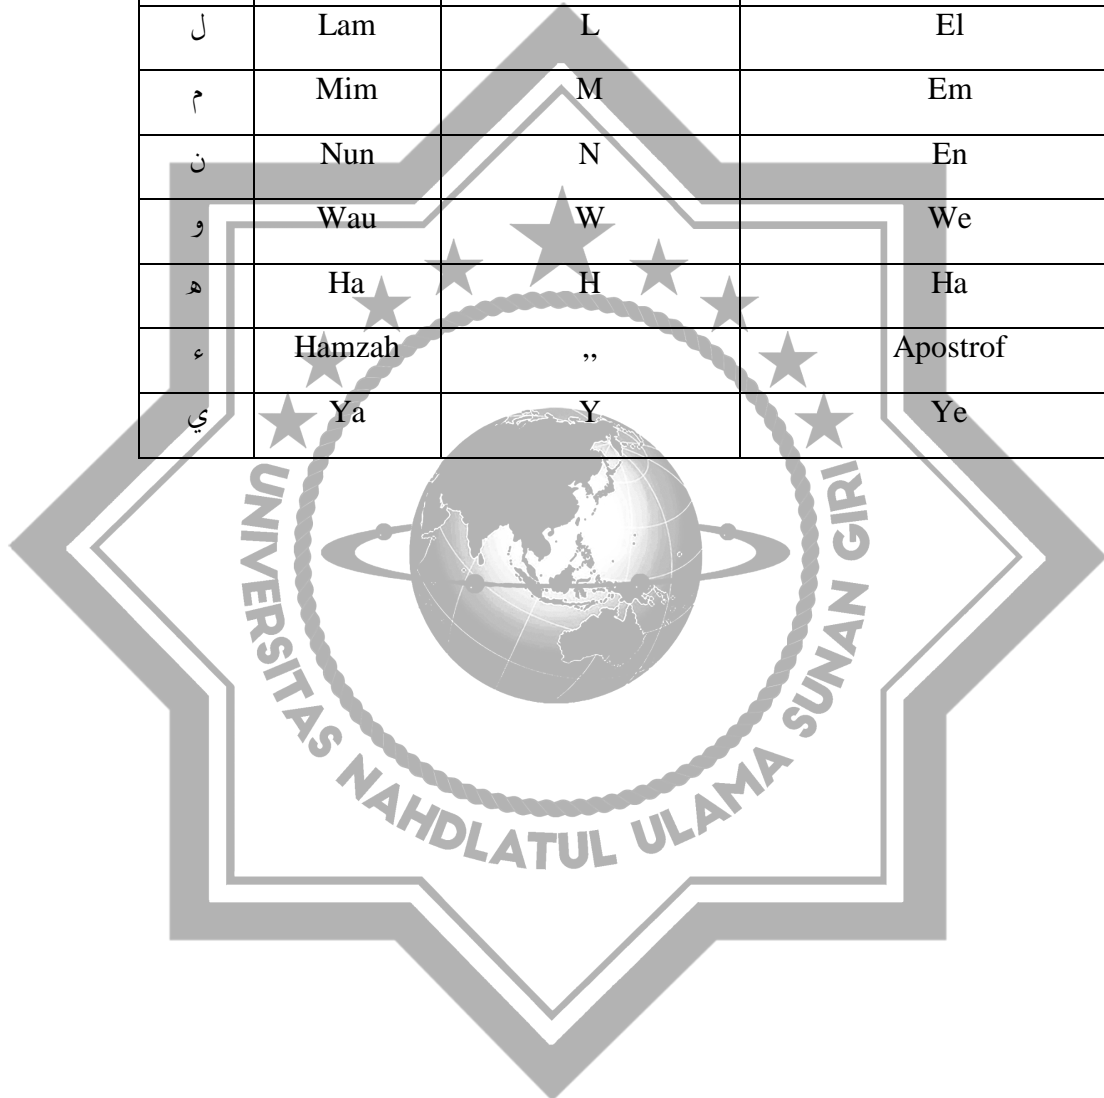 ل Lam L El
م Mim M Em
ن Nun N En
و Wau W We
ه Ha H Ha
ء Hamzah ,, Apostrof
ي Ya Y Ye
UNIVERSITAS NAHDLATUL ULAMA SUNAN GIRI